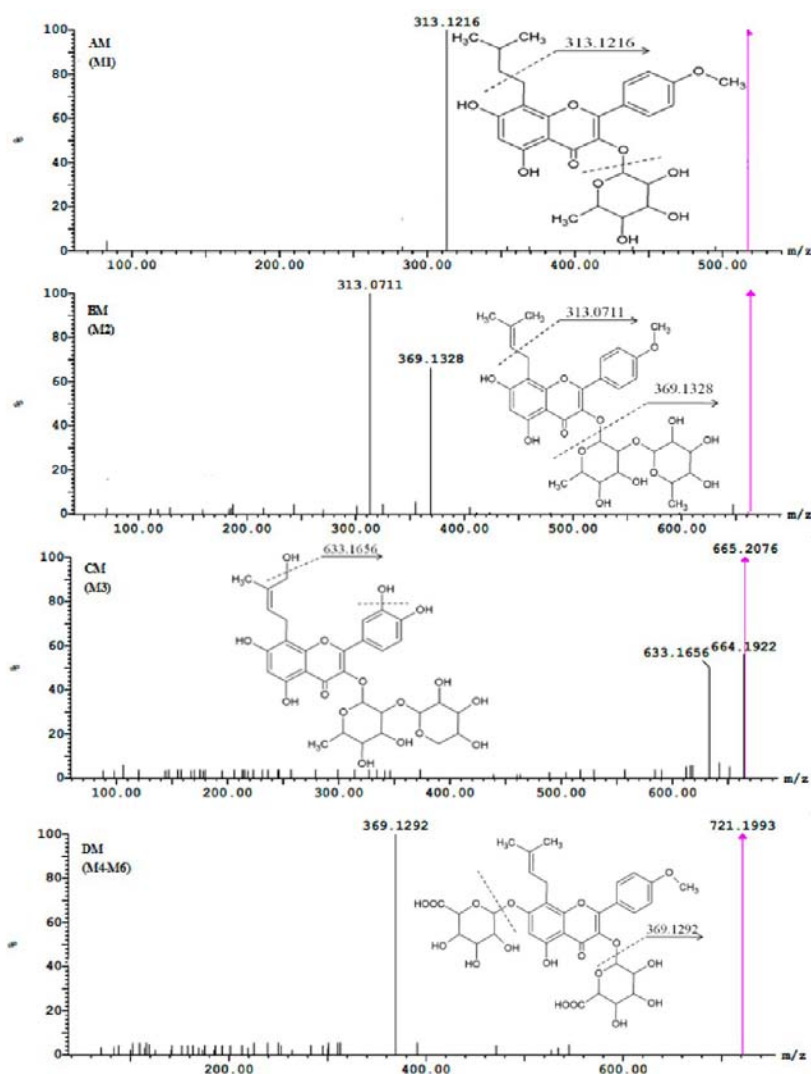 313.1216
100
AM
(M1)
80
60
%
40
20
0
100.00
200.00
300.00
400.00
500.00
m/z
H₃C
CH₃
313.1216
HO
O
O
CH₃
O
O
OH
O
OH
H₃C
OH
OH
313.0711
100
BM
(M2)
80
369.1328
60
%
40
20
0
100.00
200.00
300.00
400.00
500.00
600.00
m/z
H₃C
CH₃
313.0711
O
CH₃
HO
O
369.1328
O
OH
O
OH
OH
O
O
O
OH
H₃C
OH
OH
CH₃
OH
100
CM
(M3)
80
60
%
40
20
0
100.00
200.00
300.00
400.00
500.00
600.00
m/z
OH
633.1656
H₃C
OH
OH
HO
O
O
OH
O
OH
OH
O
O
O
OH
H₃C
OH
OH
OH
665.2076
664.1922
633.1656
369.1292
721.1993
100
DM
(M4-M6)
80
60
%
40
20
0
200.00
400.00
600.00
m/z
H₃C
CH₃
O
CH₃
HOOC
O
O
O
HO
OH
OH
OH
O
O
369.1292
O
OH
HOOC
OH
OH